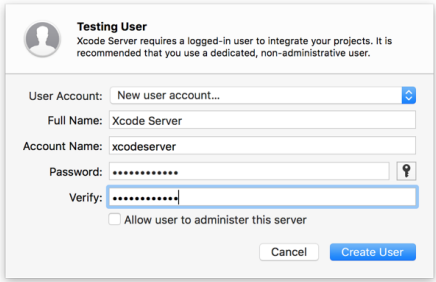 Testing User
Xcode Server requires a logged-in user to integrate your projects. It is
recommended that you use a dedicated, non-administrative user.
User Account: New user account...
Full Name: Xcode Server
Account Name: xcodeserver
Password: ••••••••••••
Verify: ••••••••••••
Allow user to administer this server
Cancel Create User